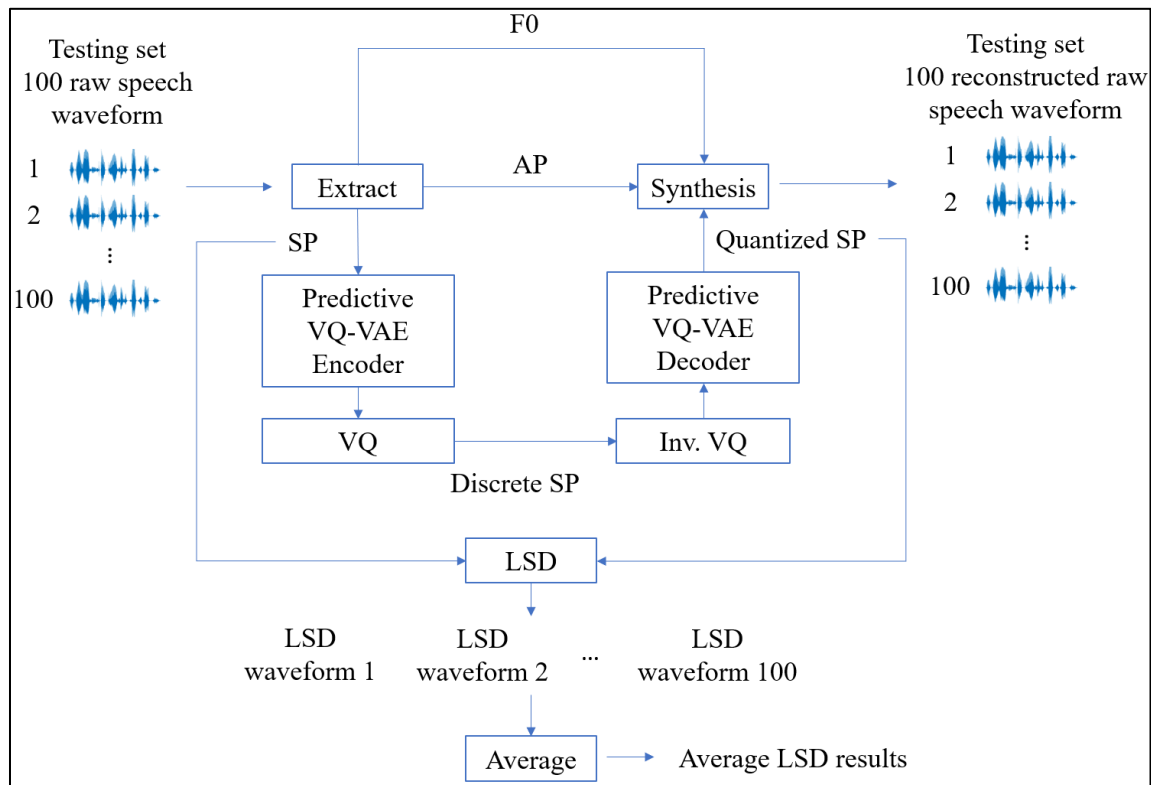 F0
Testing set
100 raw speech
waveform
Testing set
100 reconstructed raw
speech waveform
1
2
...
100
1
2
...
100
Extract
AP
Synthesis
SP
Quantized SP
Predictive
VQ-VAE
Encoder
Predictive
VQ-VAE
Decoder
VQ
Inv. VQ
Discrete SP
LSD
LSD
waveform 1
LSD
waveform 2
...
LSD
waveform 100
Average
Average LSD results